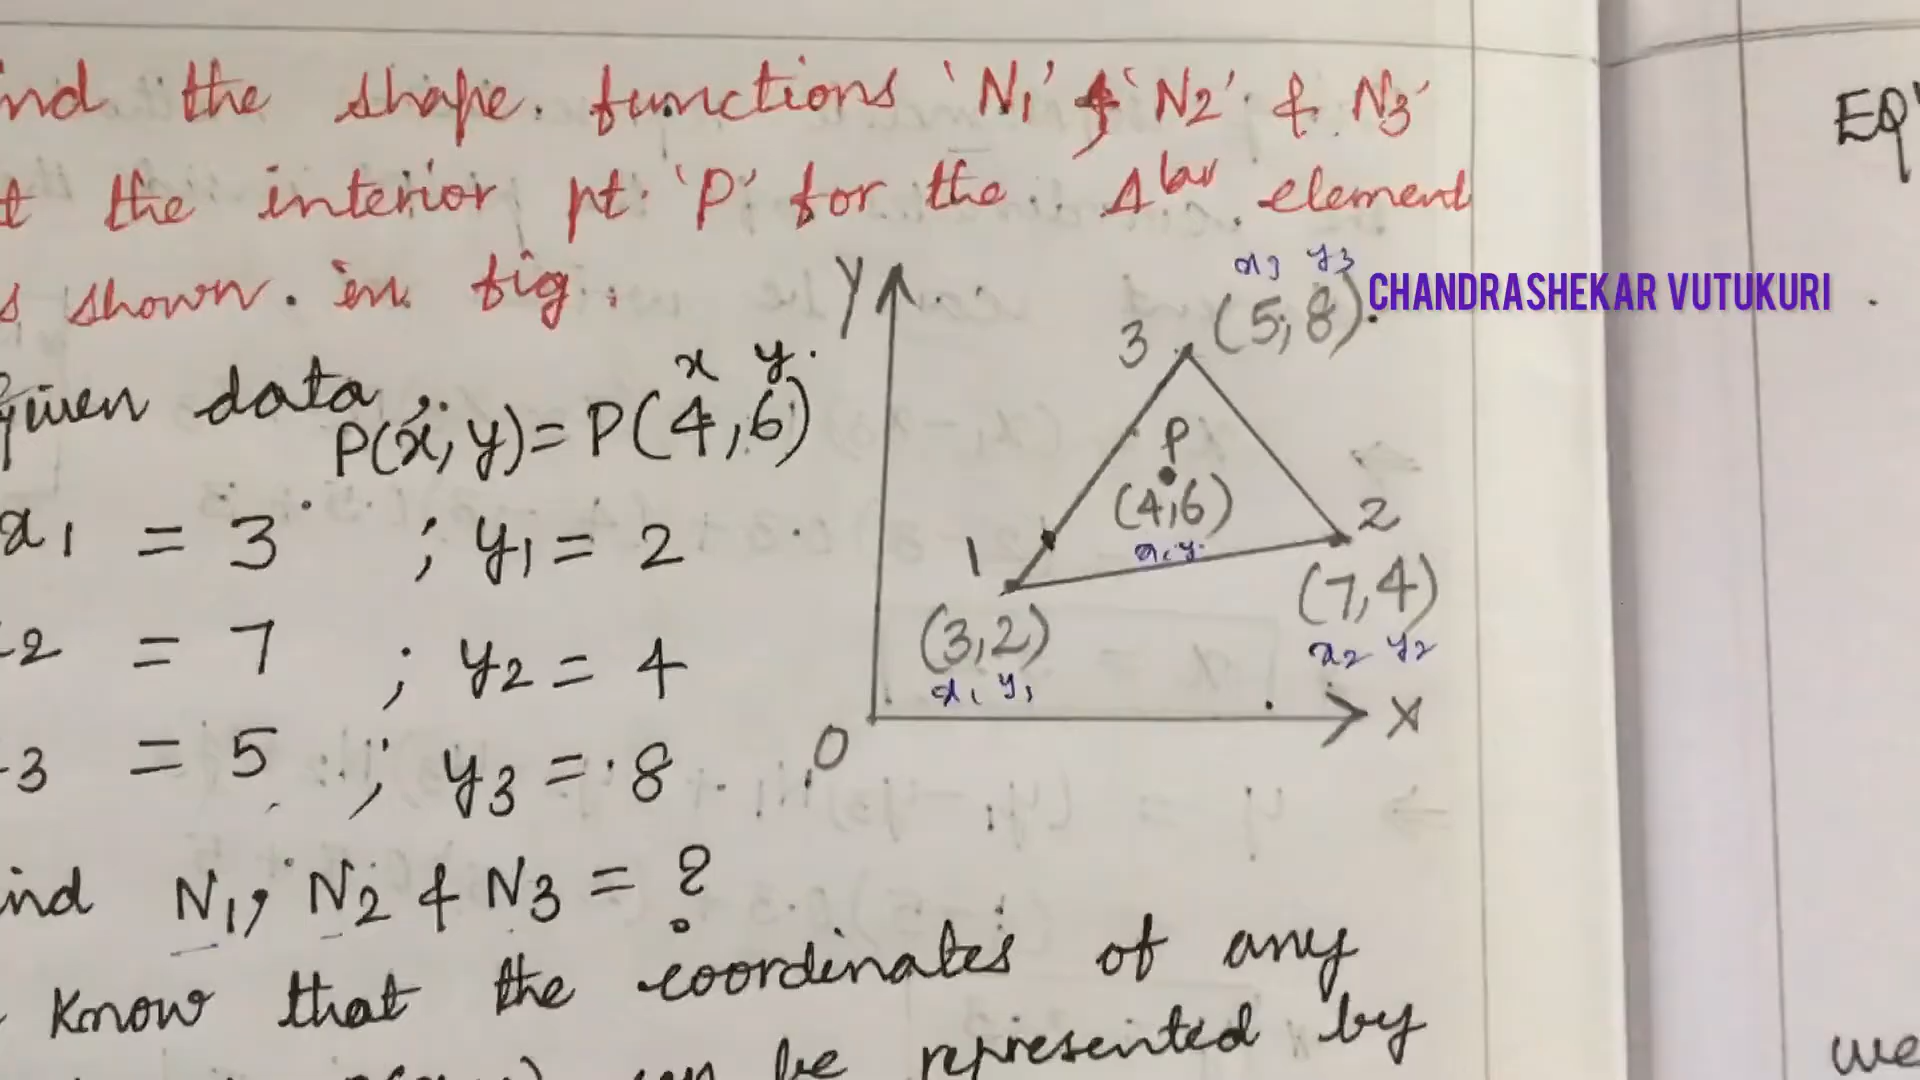 nd the shape. functions 'N1' & 'N2' & N3'
t the interior pt. 'P' for the Δlar element
s shown. in fig.
Given data,
x y
P(x, y) = P(4,6)
x1 = 3 ; y1 = 2
2 = 7 ; y2 = 4
3 = 5 ; y3 = 8
ind N1, N2 & N3 = ?
Know that the coordinates of any
can be represented by
Y
x3 y3
3 (5,8)
CHANDRASHEKAR VUTUKURI
P
(4,6)
x, y
1
2
(3,2)
x1 y1
(7,4)
x2 y2
0
X
EQ
we